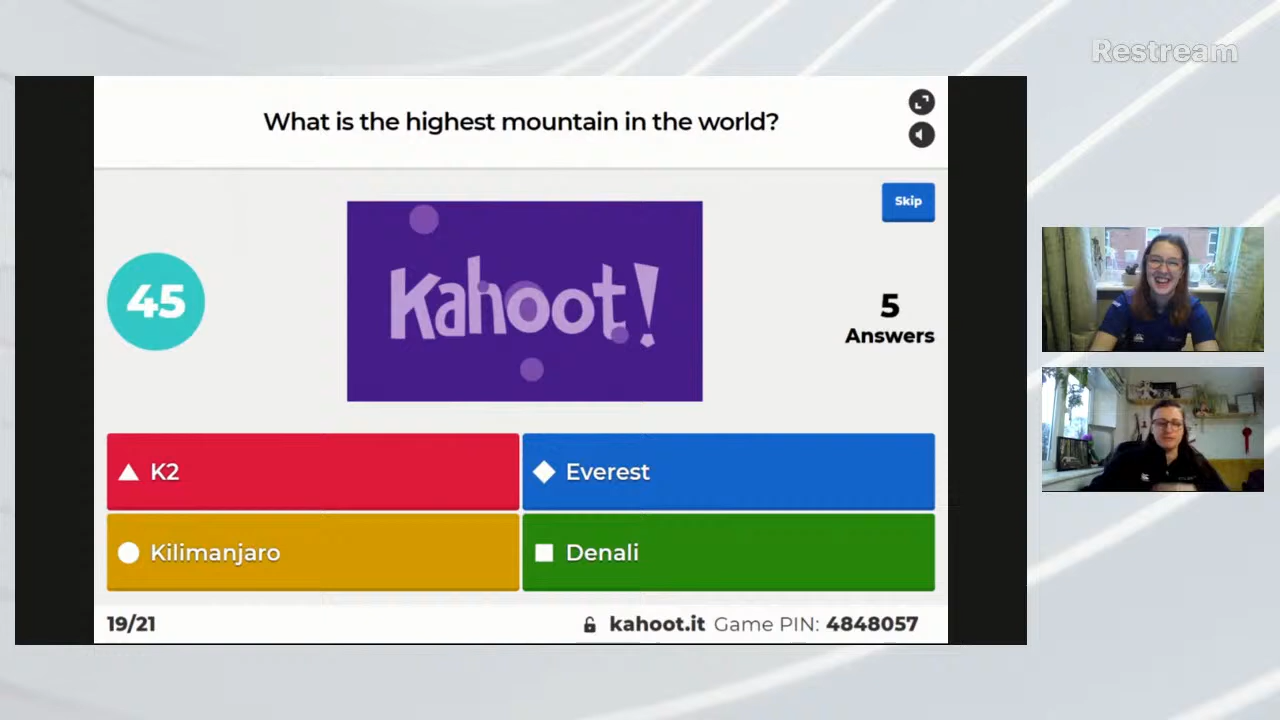 Restream
What is the highest mountain in the world?
Skip
45
Kahoot!
5
Answers
K2
Everest
Kilimanjaro
Denali
19/21
kahoot.it Game PIN: 4848057